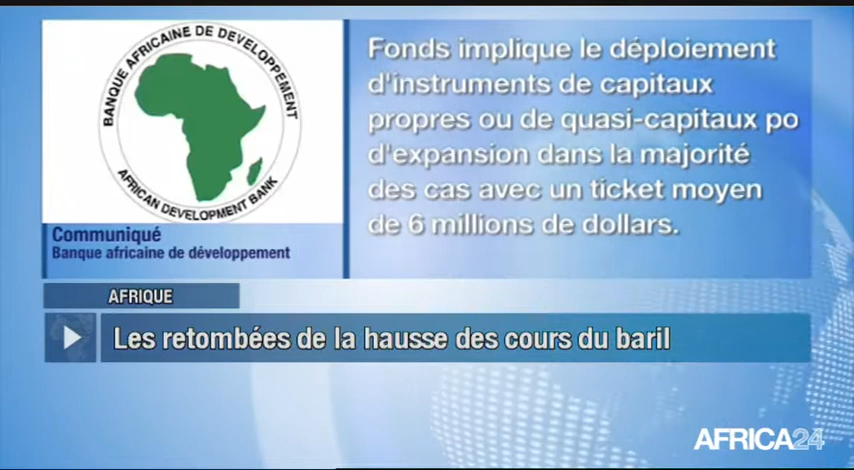 BANQUE AFRICAINE DE DEVELOPPEMENT
AFRICAN DEVELOPMENT BANK
Communiqué
Banque africaine de développement
Fonds implique le déploiement
d'instruments de capitaux
propres ou de quasi-capitaux po
d'expansion dans la majorité
des cas avec un ticket moyen
de 6 millions de dollars.
AFRIQUE
Les retombées de la hausse des cours du baril
AFRICA24